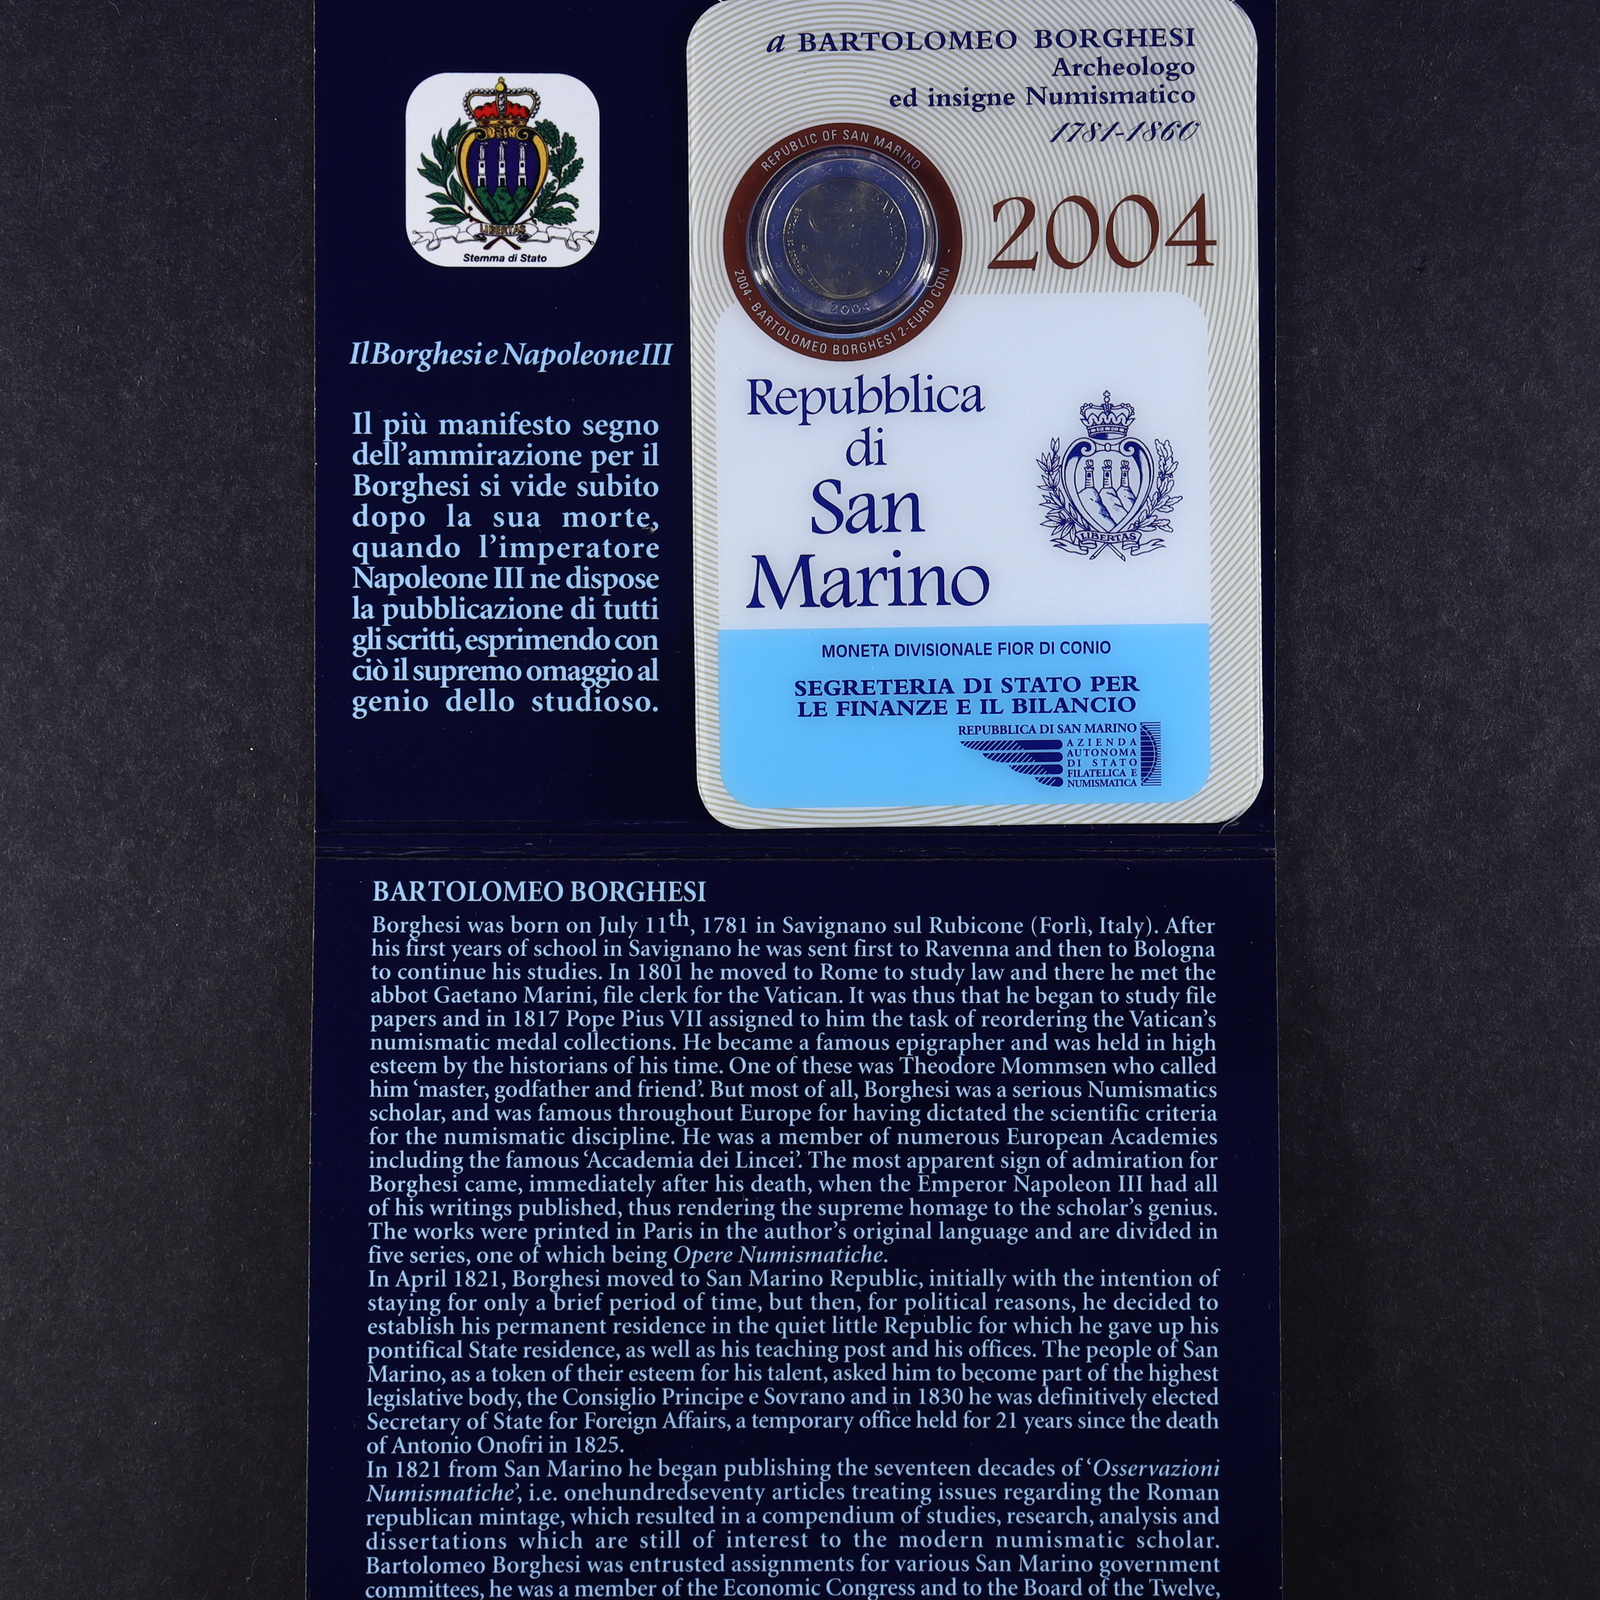 LIBERTAS
Stemma di Stato
Il Borghesi e Napoleone III
Il più manifesto segno
dell'ammirazione per il
Borghesi si vide subito
dopo la sua morte,
quando l'imperatore
Napoleone III ne dispose
la pubblicazione di tutti
gli scritti, esprimendo con
ciò il supremo omaggio al
genio dello studioso.
a BARTOLOMEO BORGHESI
Archeologo
ed insigne Numismatico
1781-1860
REPUBLIC OF SAN MARINO
2004 - BARTOLOMEO BORGHESI 2-EURO COIN -
2004
2004
Repubblica
di
San
Marino
LIBERTAS
MONETA DIVISIONALE FIOR DI CONIO
SEGRETERIA DI STATO PER
LE FINANZE E IL BILANCIO
REPUBBLICA DI SAN MARINO
AZIENDA
AUTONOMA
DI STATO
FILATELICA E
NUMISMATICA
BARTOLOMEO BORGHESI
Borghesi was born on July 11th, 1781 in Savignano sul Rubicone (Forlì, Italy). After
his first years of school in Savignano he was sent first to Ravenna and then to Bologna
to continue his studies. In 1801 he moved to Rome to study law and there he met the
abbot Gaetano Marini, file clerk for the Vatican. It was thus that he began to study file
papers and in 1817 Pope Pius VII assigned to him the task of reordering the Vatican's
numismatic medal collections. He became a famous epigrapher and was held in high
esteem by the historians of his time. One of these was Theodore Mommsen who called
him 'master, godfather and friend'. But most of all, Borghesi was a serious Numismatics
scholar, and was famous throughout Europe for having dictated the scientific criteria
for the numismatic discipline. He was a member of numerous European Academies
including the famous 'Accademia dei Lincei'. The most apparent sign of admiration for
Borghesi came, immediately after his death, when the Emperor Napoleon III had all
of his writings published, thus rendering the supreme homage to the scholar's genius.
The works were printed in Paris in the author's original language and are divided in
five series, one of which being Opere Numismatiche.
In April 1821, Borghesi moved to San Marino Republic, initially with the intention of
staying for only a brief period of time, but then, for political reasons, he decided to
establish his permanent residence in the quiet little Republic for which he gave up his
pontifical State residence, as well as his teaching post and his offices. The people of San
Marino, as a token of their esteem for his talent, asked him to become part of the highest
legislative body, the Consiglio Principe e Sovrano and in 1830 he was definitively elected
Secretary of State for Foreign Affairs, a temporary office held for 21 years since the death
of Antonio Onofri in 1825.
In 1821 from San Marino he began publishing the seventeen decades of 'Osservazioni
Numismatiche', i.e. onehundredseventy articles treating issues regarding the Roman
republican mintage, which resulted in a compendium of studies, research, analysis and
dissertations which are still of interest to the modern numismatic scholar.
Bartolomeo Borghesi was entrusted assignments for various San Marino government
committees, he was a member of the Economic Congress and to the Board of the Twelve,